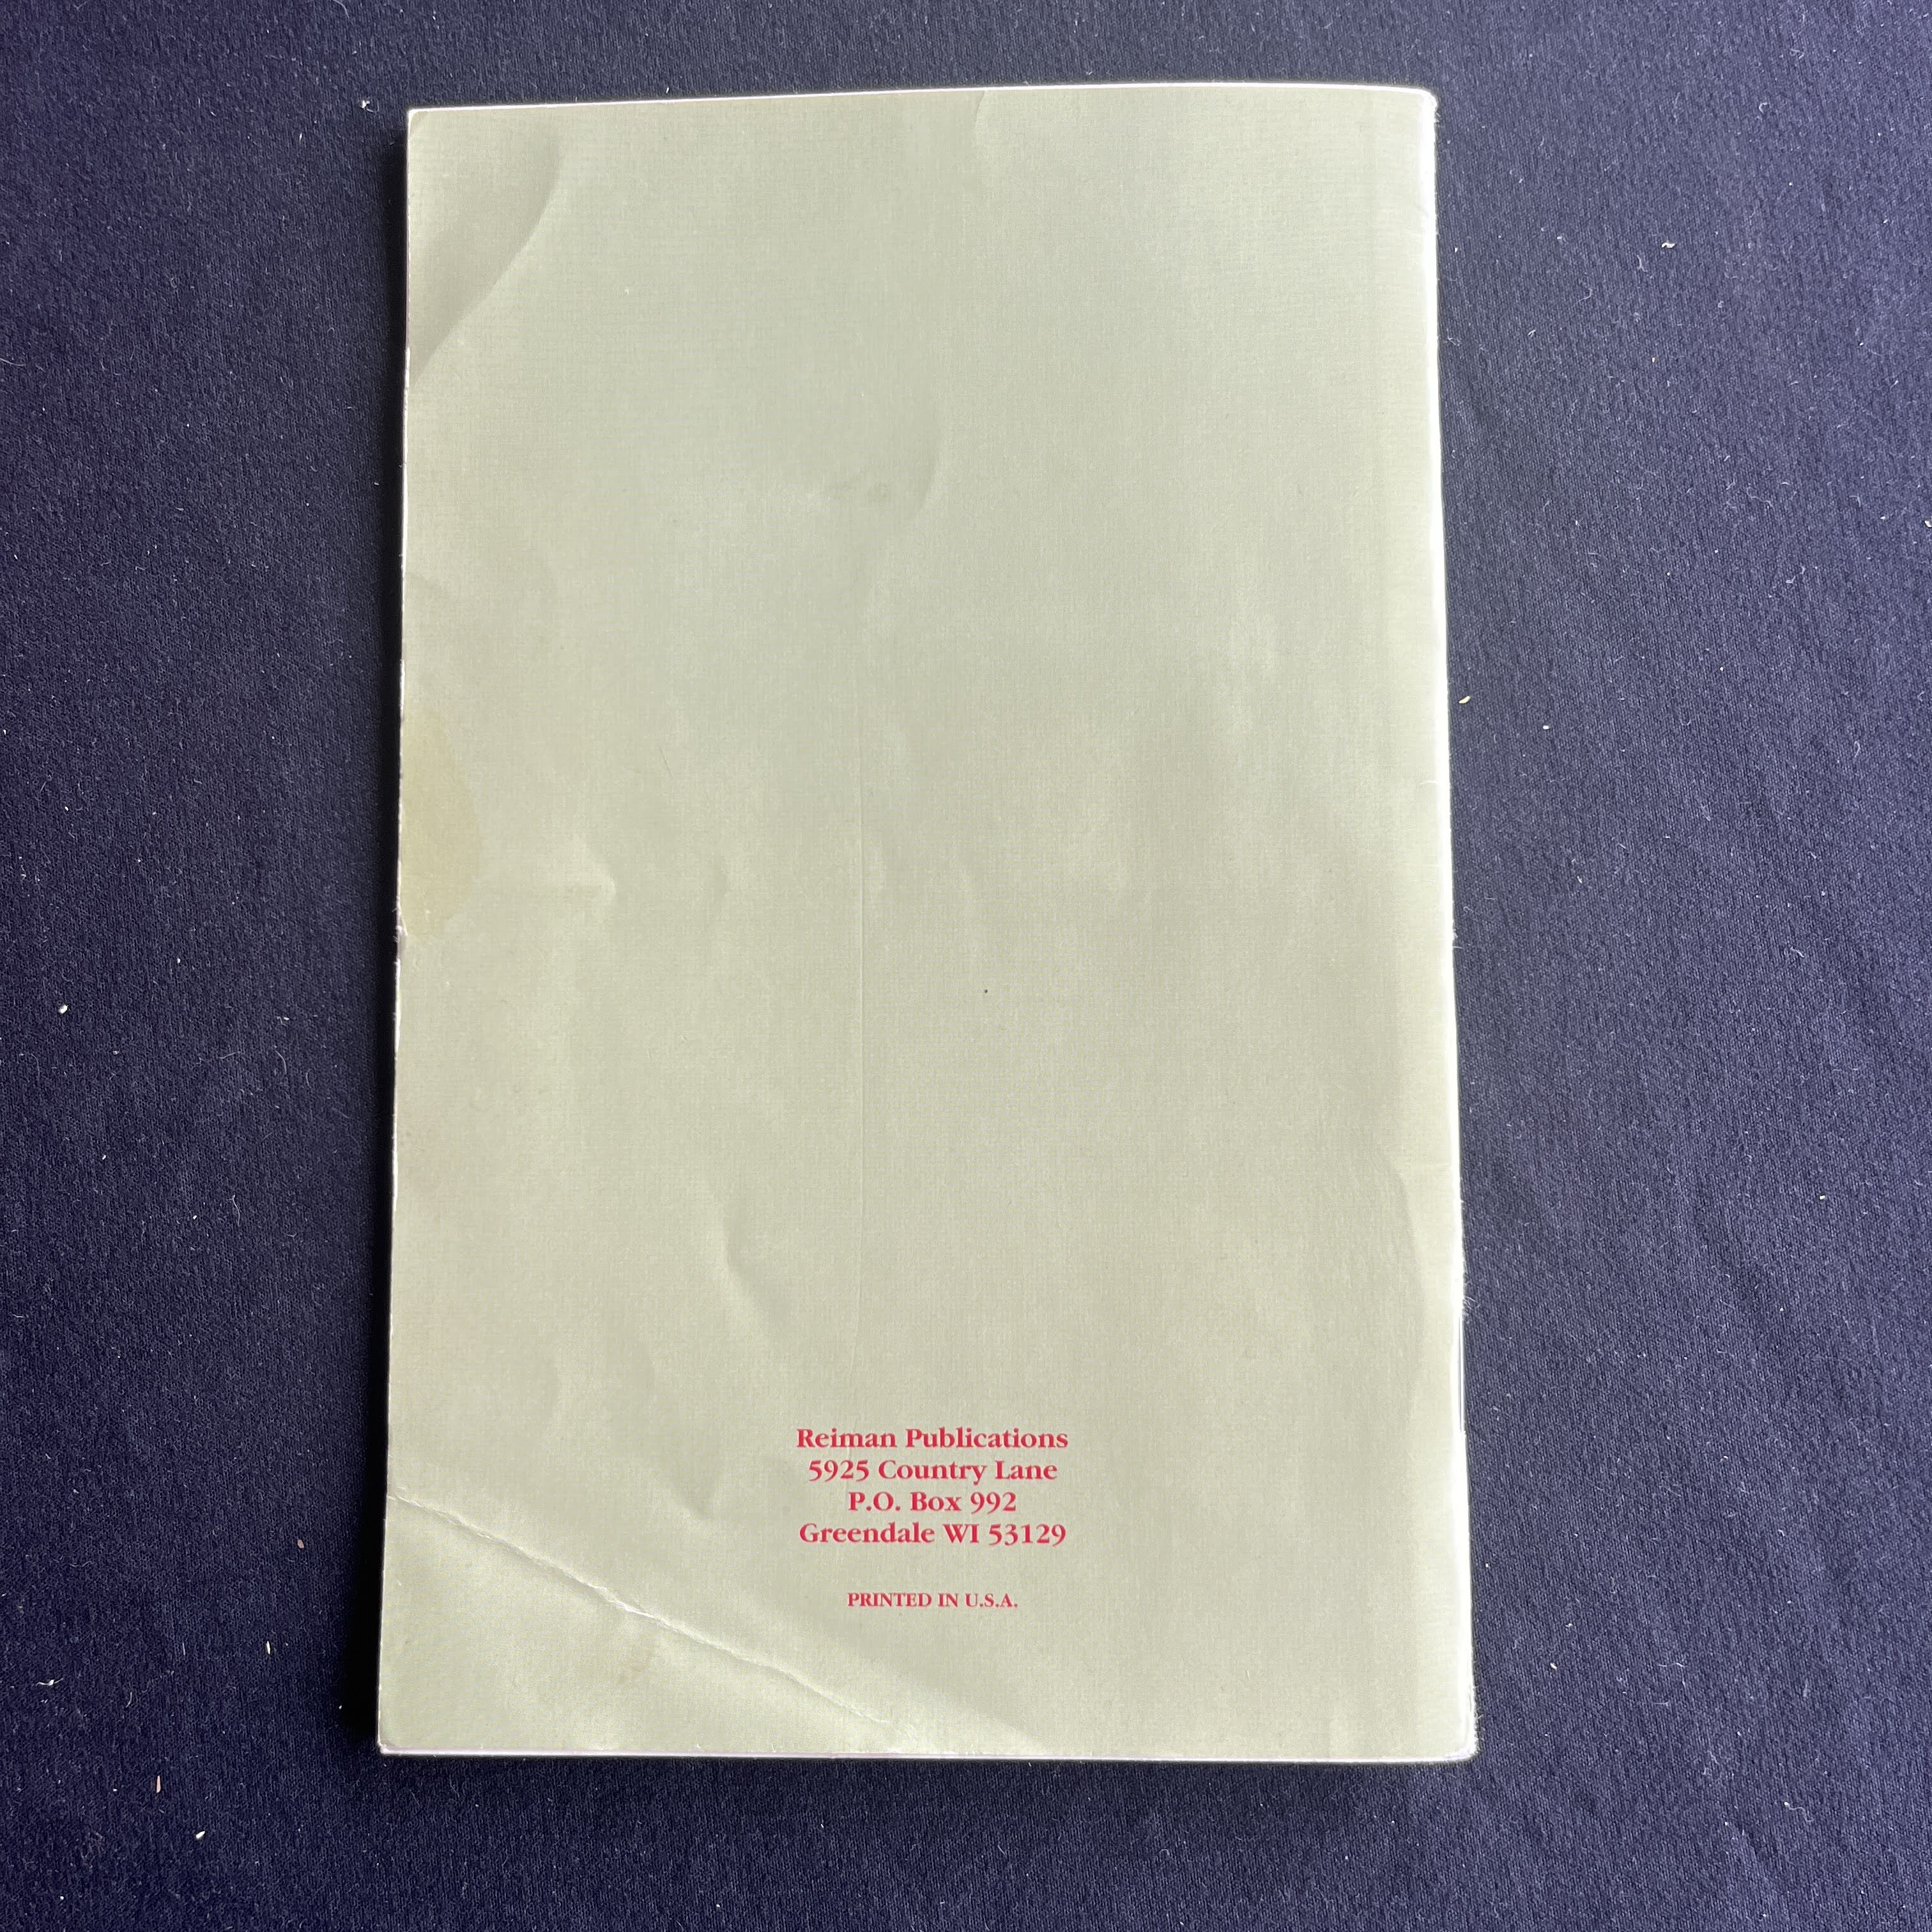 Reiman Publications
5925 Country Lane
P.O. Box 992
Greendale WI 53129
PRINTED IN U.S.A.